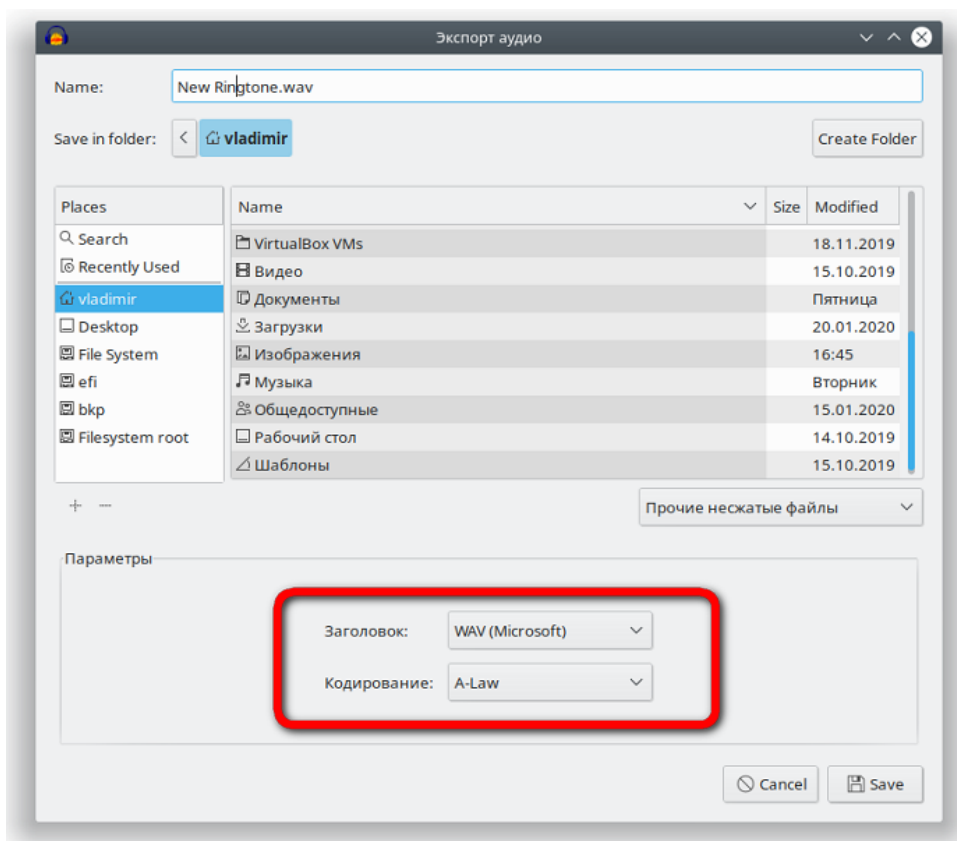 Экспорт аудио
Name: New Ringtone.wav
Save in folder: vladimir Create Folder
Places
Search
Recently Used
vladimir
Desktop
File System
efi
bkp
Filesystem root
Name Size Modified
VirtualBox VMs 18.11.2019
Видео 15.10.2019
Документы Пятница
Загрузки 20.01.2020
Изображения 16:45
Музыка Вторник
Общедоступные 15.01.2020
Рабочий стол 14.10.2019
Шаблоны 15.10.2019
Прочие несжатые файлы
Параметры
Заголовок: WAV (Microsoft)
Кодирование: A-Law
Cancel Save